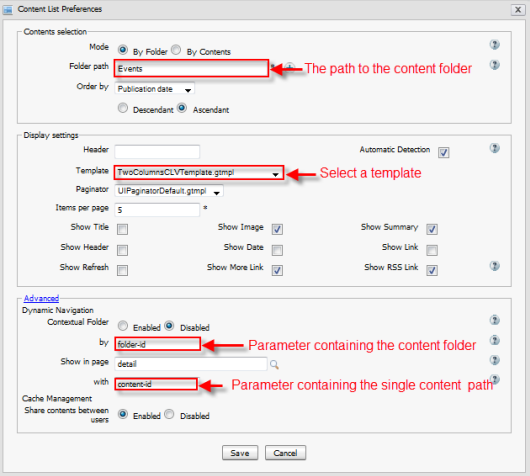 Content List Preferences
Contents selection
Mode By Folder By Contents
Folder path Events The path to the content folder
Order by Publication date
Descendant Ascendant
Display settings
Header Automatic Detection
Template TwoColumnsCLVTemplate.gtmpl Select a template
Paginator UIPaginatorDefault.gtmpl
Items per page 5 *
Show Title Show Image Show Summary
Show Header Show Date Show Link
Show Refresh Show More Link Show RSS Link
Advanced
Dynamic Navigation
Contextual Folder Enabled Disabled
by folder-id Parameter containing the content folder
Show in page detail
with content-id Parameter containing the single content path
Cache Management
Share contents between
users Enabled Disabled
Save Cancel